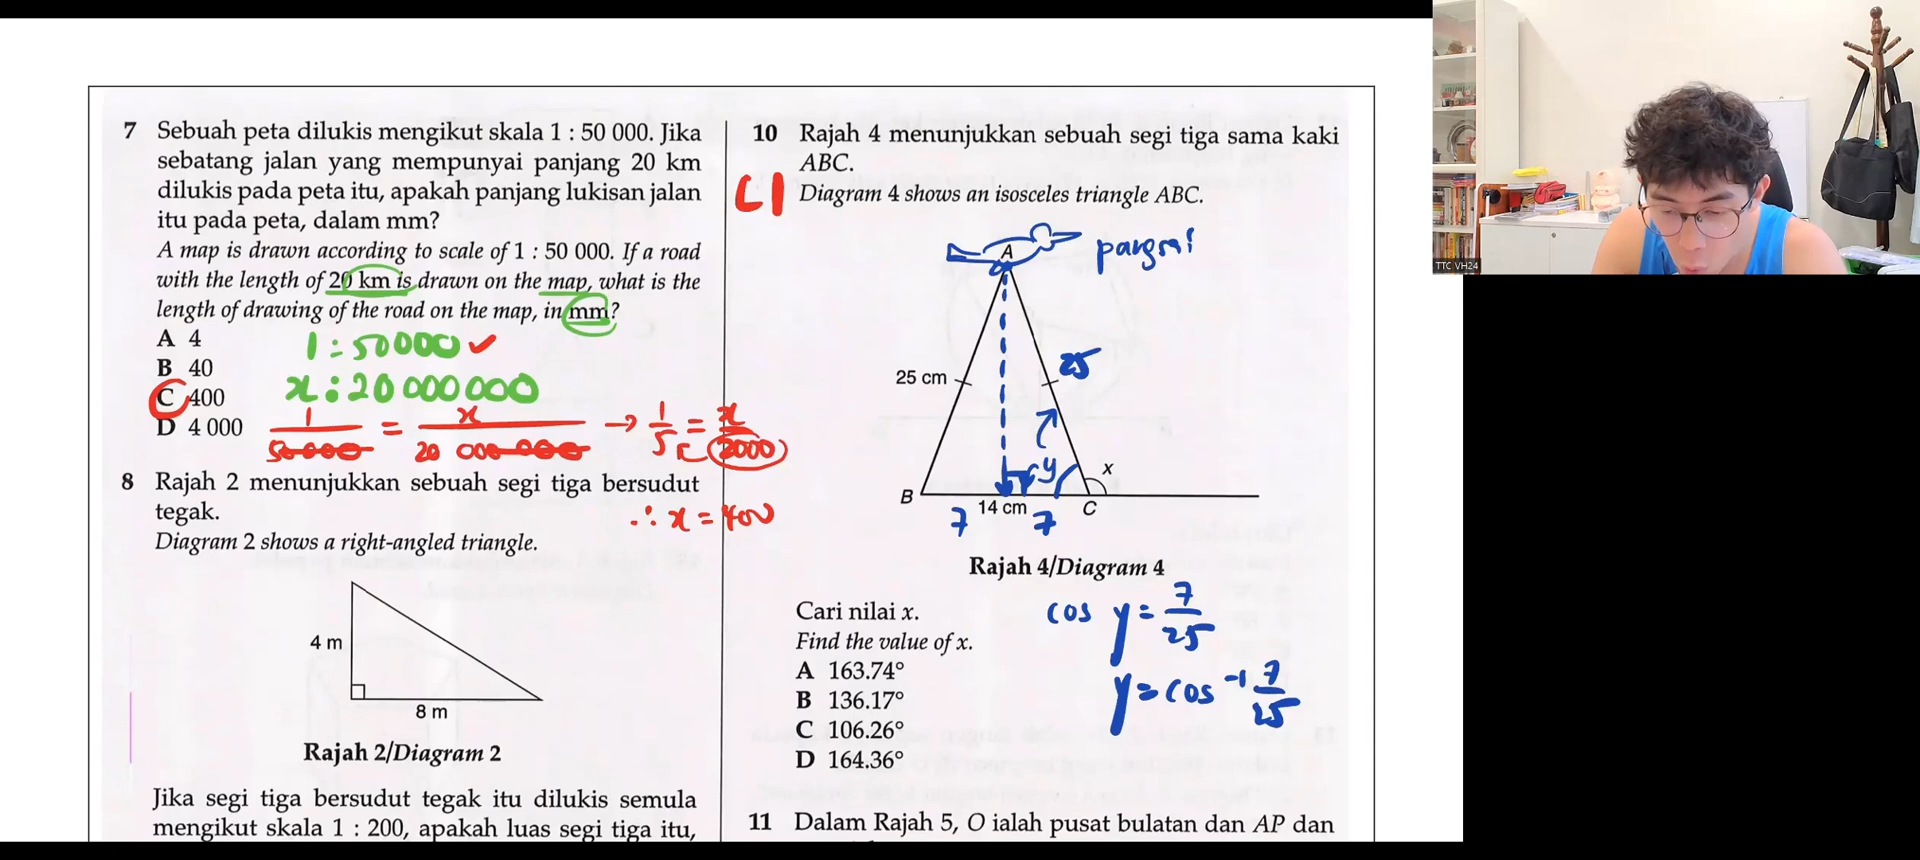 7 Sebuah peta dilukis mengikut skala 1 : 50 000. Jika
sebatang jalan yang mempunyai panjang 20 km
dilukis pada peta itu, apakah panjang lukisan jalan
itu pada peta, dalam mm?
A map is drawn according to scale of 1 : 50 000. If a road
with the length of 20 km is drawn on the map, what is the
length of drawing of the road on the map, in mm?
A 4
B 40
C 400
D 4 000
1 : 50000 ✓
x : 20 000 000
1/50000 = x/20 000 000 → 1/5 = x/2000
∴ x = 400
8 Rajah 2 menunjukkan sebuah segi tiga bersudut
tegak.
Diagram 2 shows a right-angled triangle.
4 m
8 m
Rajah 2/Diagram 2
Jika segi tiga bersudut tegak itu dilukis semula
mengikut skala 1 : 200, apakah luas segi tiga itu,
10 Rajah 4 menunjukkan sebuah segi tiga sama kaki
ABC.
Diagram 4 shows an isosceles triangle ABC.
A
25 cm
25
y
x
B
14 cm
C
7
7
Rajah 4/Diagram 4
Cari nilai x.
Find the value of x.
A 163.74°
B 136.17°
C 106.26°
D 164.36°
cos y = 7/25
y = cos⁻¹ 7/25
11 Dalam Rajah 5, O ialah pusat bulatan dan AP dan
TTC VH24